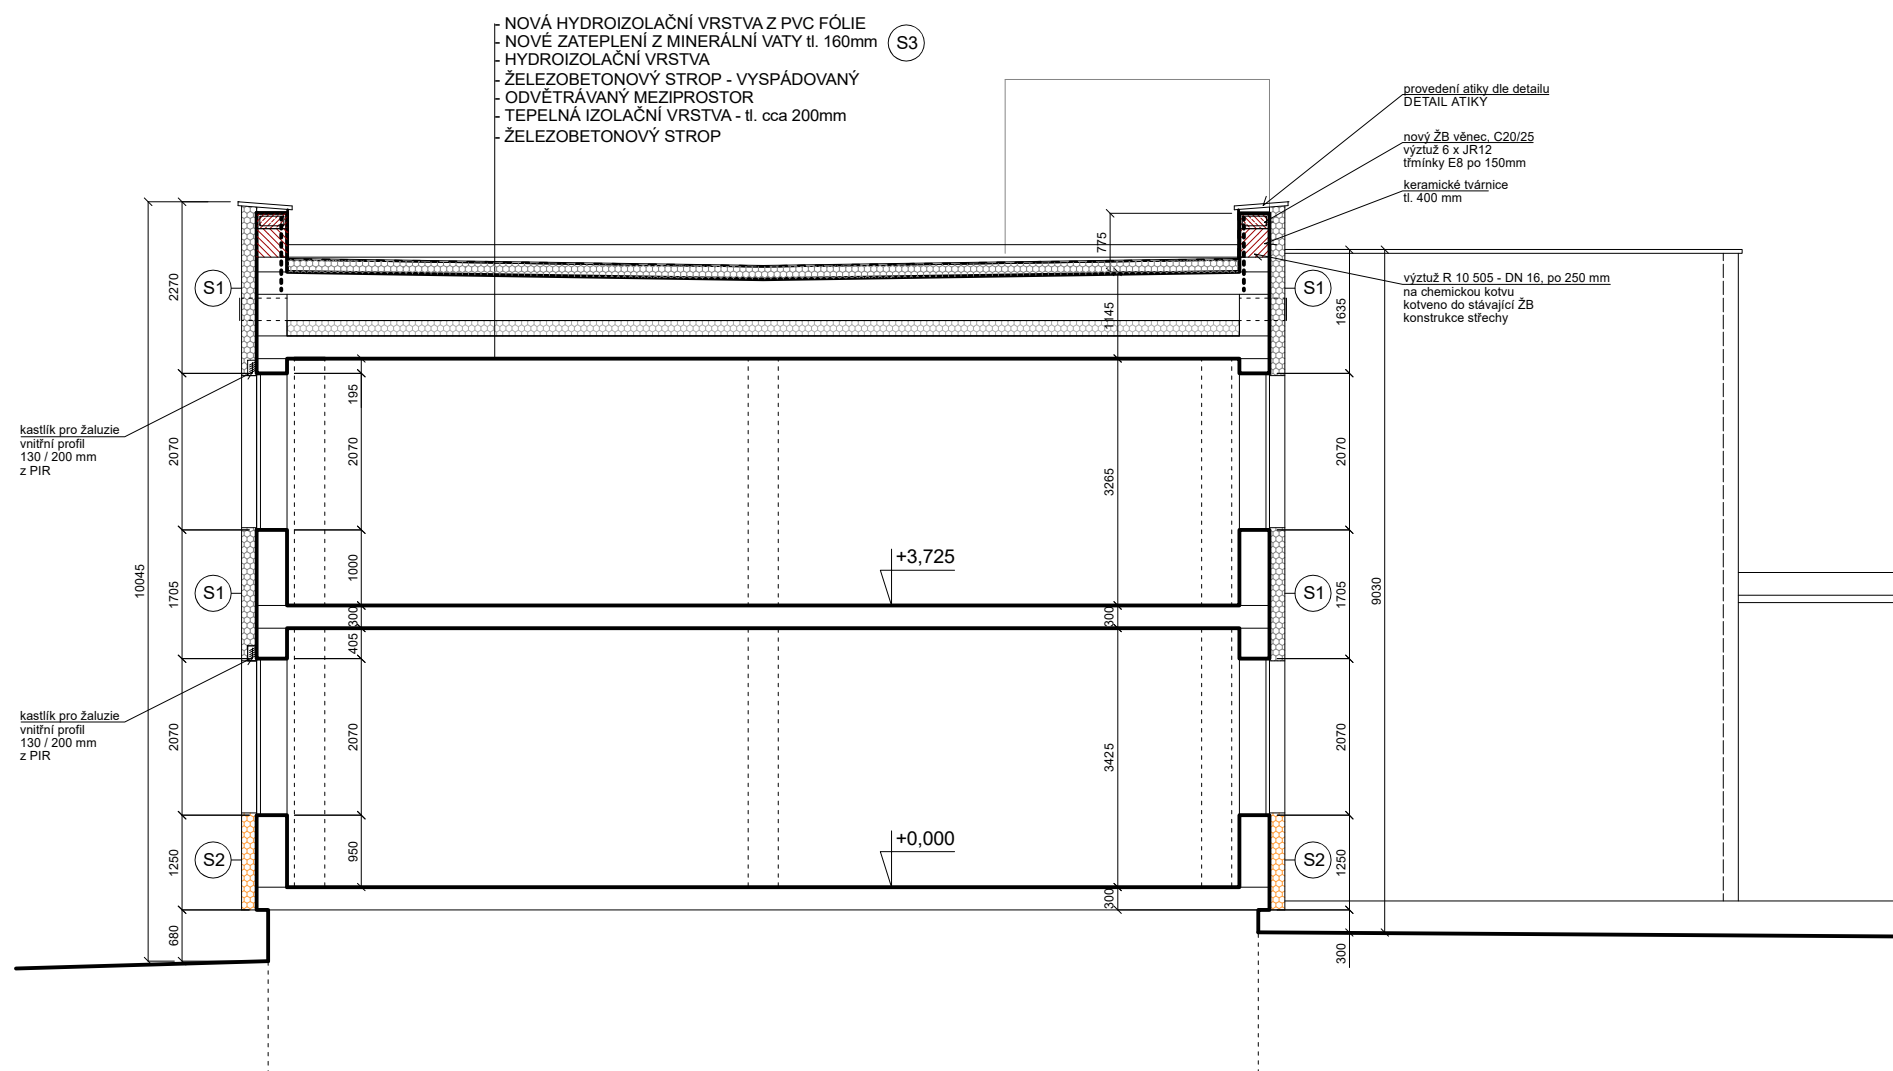 NOVÁ HYDROIZOLAČNÍ VRSTVA Z PVC FÓLIE
NOVÉ ZATEPLENÍ Z MINERÁLNÍ VATY tl. 160mm
S3
HYDROIZOLAČNÍ VRSTVA
ŽELEZOBETONOVÝ STROP - VYSPÁDOVANÝ
ODVĚTRÁVANÝ MEZIPROSTOR
TEPELNÁ IZOLAČNÍ VRSTVA - tl. cca 200mm
ŽELEZOBETONOVÝ STROP
provedení atiky dle detailu
DETAIL ATIKY
nový ŽB věnec, C20/25
výztuž 6 x JR12
třmínky E8 po 150mm
keramické tvárnice
tl. 400 mm
výztuž R 10 505 - DN 16, po 250 mm
na chemickou kotvu
kotveno do stávající ŽB
konstrukce střechy
kastlík pro žaluzie
vnitřní profil
130 / 200 mm
z PIR
kastlík pro žaluzie
vnitřní profil
130 / 200 mm
z PIR
10045
2270
2070
1705
2070
1250
680
S1
S1
S2
195
2070
1000
300
405
2070
950
+3,725
+0,000
775
1145
3265
300
3425
300
S1
S1
S2
1635
2070
1705
2070
1250
300
9030